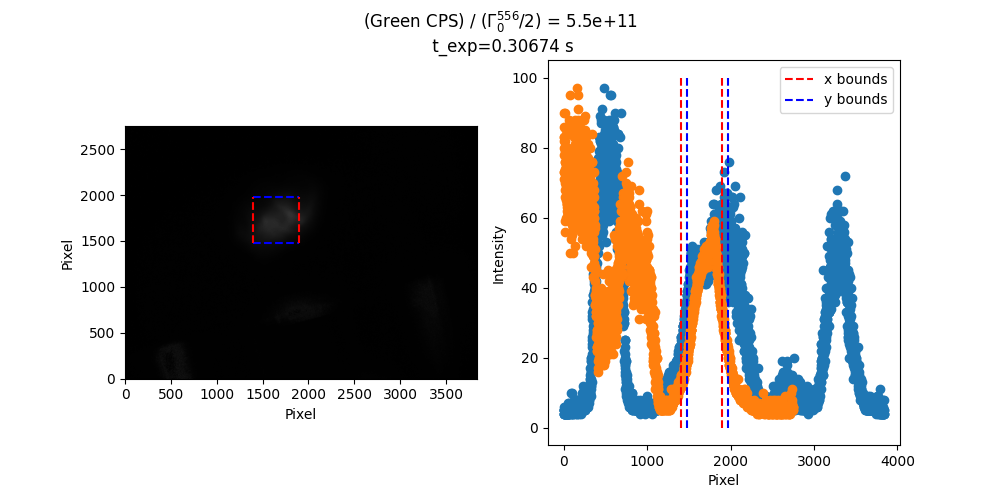 (Green CPS) / (Γ₀⁵⁵⁶/2) = 5.5e+11
t_exp=0.30674 s
Pixel
2500
2000
1500
1000
500
0
0 500 1000 1500 2000 2500 3000 3500
Pixel
Intensity
100
80
60
40
20
0
0 1000 2000 3000 4000
Pixel
x bounds
y bounds